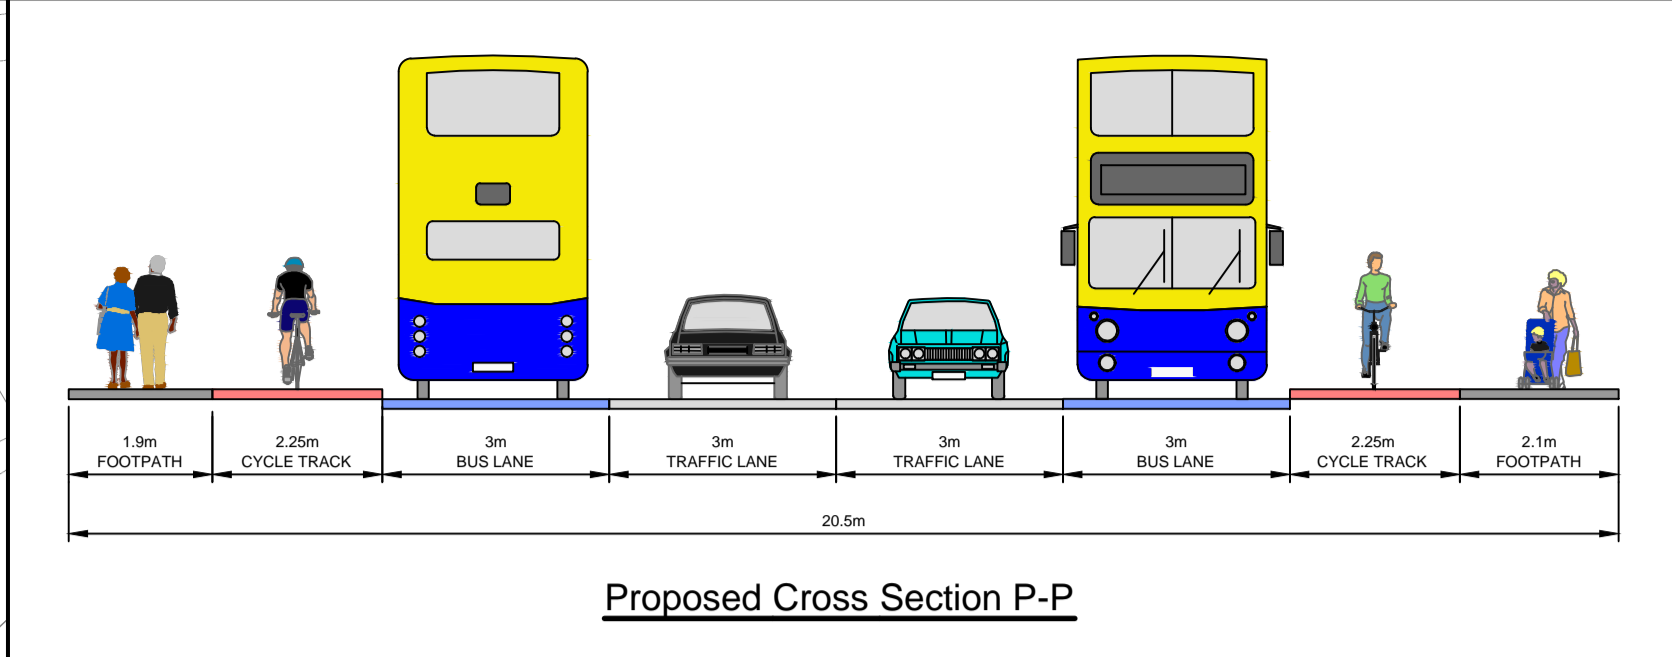 1.9m
FOOTPATH
2.25m
CYCLE TRACK
3m
BUS LANE
3m
TRAFFIC LANE
3m
TRAFFIC LANE
3m
BUS LANE
2.25m
CYCLE TRACK
2.1m
FOOTPATH
20.5m
Proposed Cross Section P-P